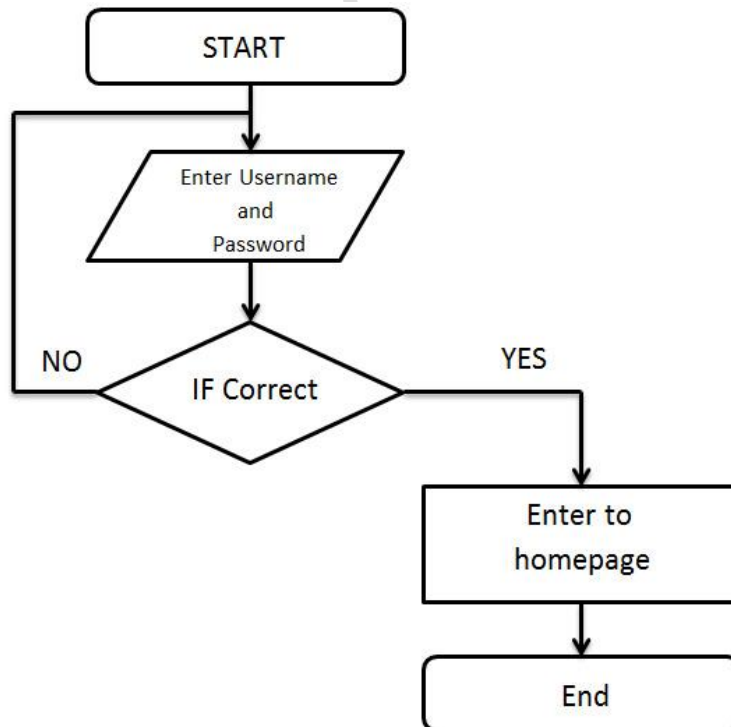 START
Enter Username
and
Password
NO
IF Correct
YES
Enter to
homepage
End